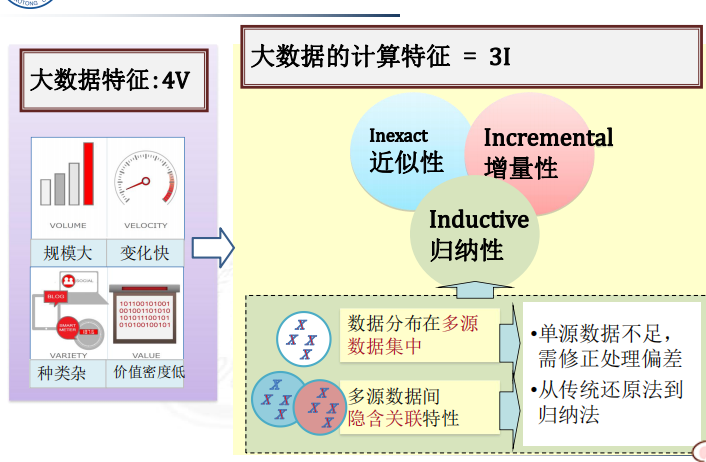 UTONG
大数据特征:4V
VOLUME
VELOCITY
规模大
变化快
SOCIAL
BLOG
SMART
METER
VARIETY
101100101001
001001101010
101011100101
010100100101
VALUE
种类杂
价值密度低
大数据的计算特征 = 3I
Inexact
近似性
Incremental
增量性
Inductive
归纳性
X
X X
X
数据分布在多源
数据集中
X
X X
X
X
X X
X
多源数据间
隐含关联特性
•单源数据不足，
需修正处理偏差
•从传统还原法到
归纳法